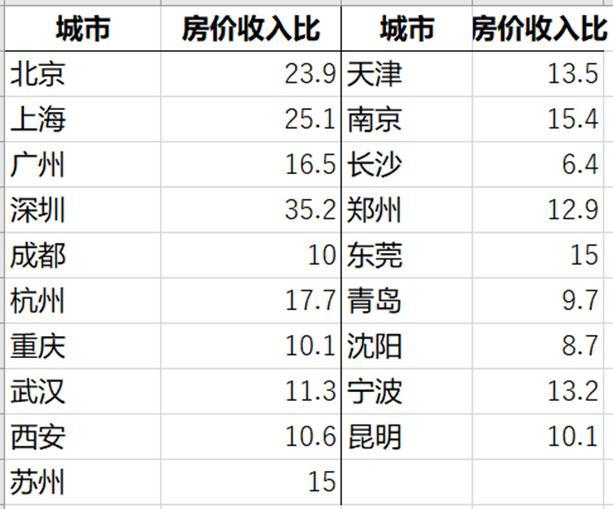 城市 房价收入比 城市 房价收入比
北京 23.9 天津 13.5
上海 25.1 南京 15.4
广州 16.5 长沙 6.4
深圳 35.2 郑州 12.9
成都 10 东莞 15
杭州 17.7 青岛 9.7
重庆 10.1 沈阳 8.7
武汉 11.3 宁波 13.2
西安 10.6 昆明 10.1
苏州 15